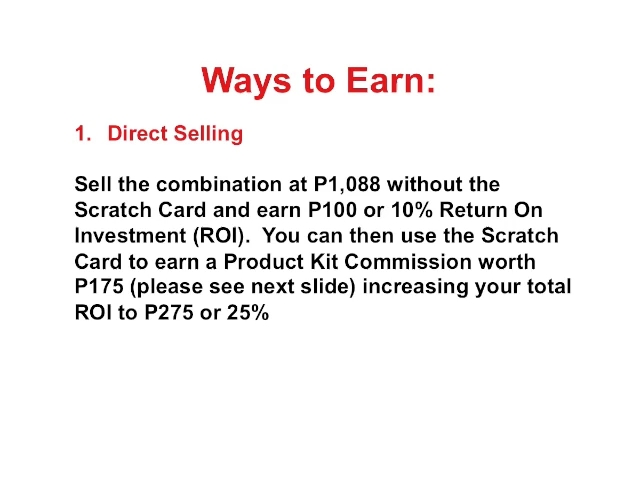 Ways to Earn:
1. Direct Selling
Sell the combination at P1,088 without the
Scratch Card and earn P100 or 10% Return On
Investment (ROI).  You can then use the Scratch
Card to earn a Product Kit Commission worth
P175 (please see next slide) increasing your total
ROI to P275 or 25%